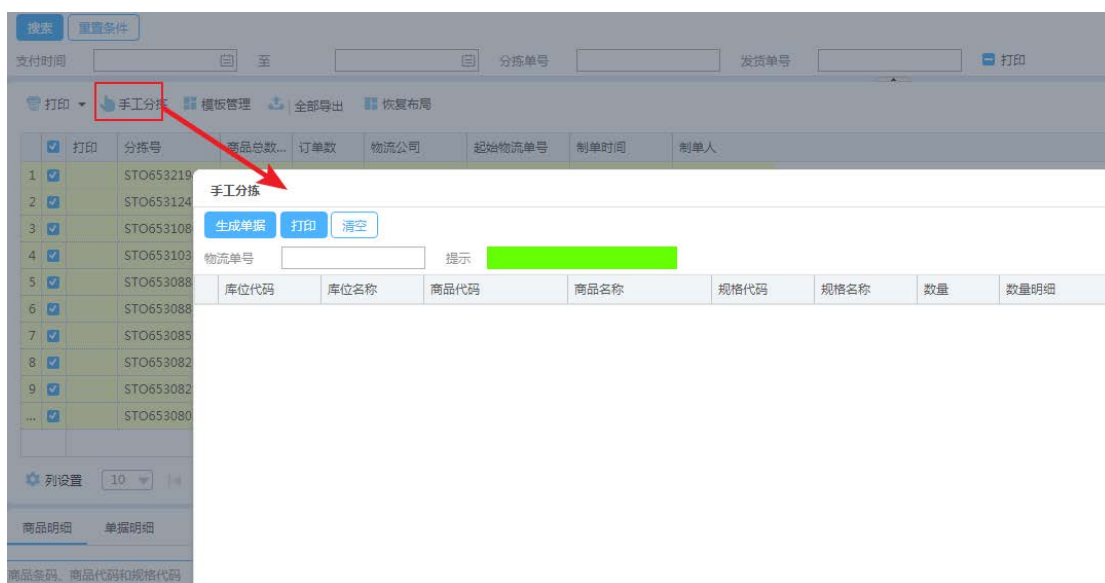 搜索 重置条件
支付时间 至 分拣单号 发货单号 打印
打印 手工分拣 模板管理 全部导出 恢复布局
打印 分拣号 商品总数... 订单数 物流公司 起始物流单号 制单时间 制单人
1 STO653219
手工分拣
2 STO653124
生成单据 打印 清空
3 STO653108
4 STO653103
物流单号 提示
5 STO653088
库位代码 库位名称 商品代码 商品名称 规格代码 规格名称 数量 数量明细
6 STO653088
7 STO653085
8 STO653082
9 STO653082
... STO653080
列设置 10
商品明细 单据明细
商品条码、商品代码和规格代码